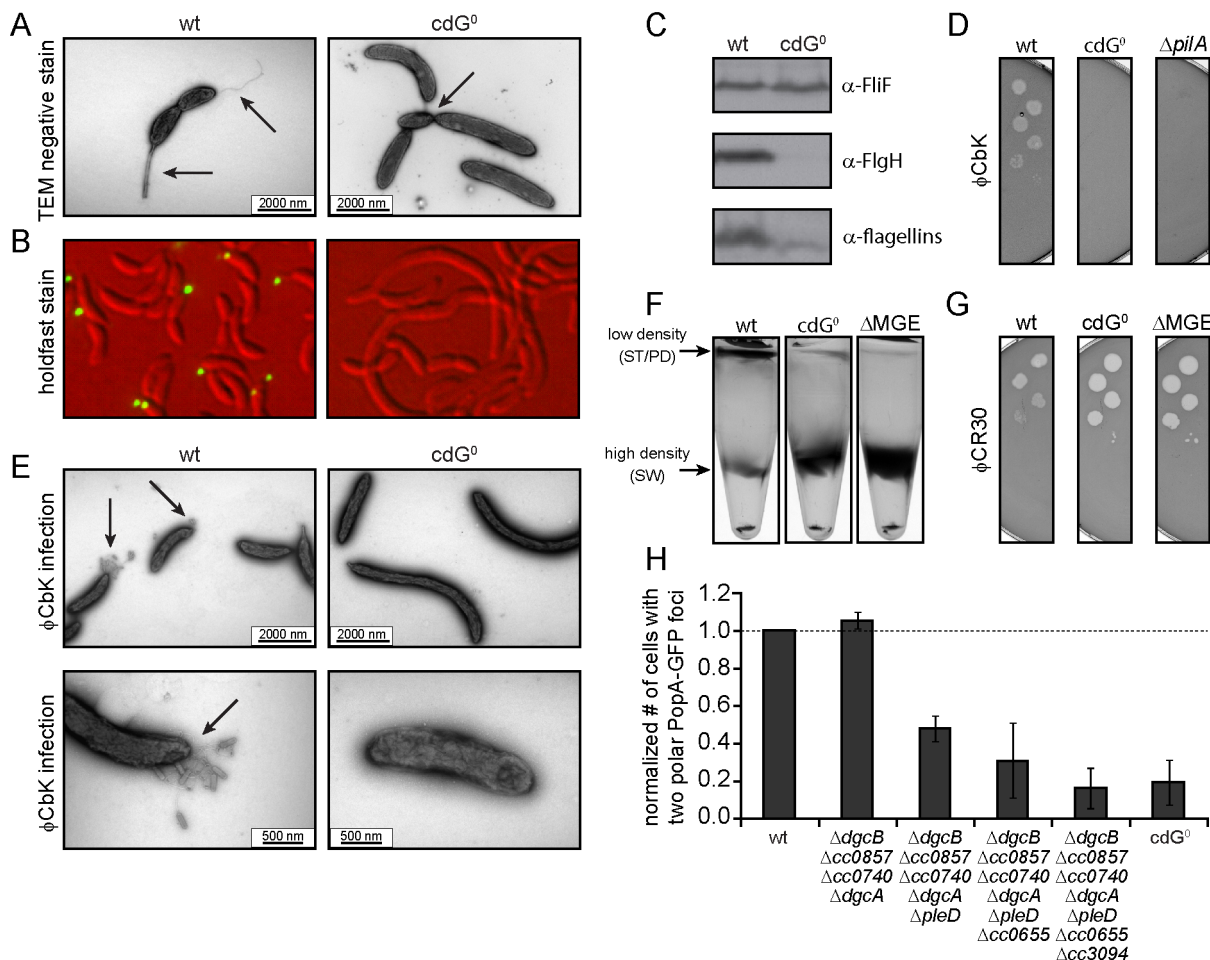 A
wt
cdG⁰
TEM negative stain
2000 nm
2000 nm
B
holdfast stain
C
wt cdG⁰
α-FliF
α-FlgH
α-flagellins
D
wt
cdG⁰
ΔpilA
ϕCbK
E
wt
cdG⁰
ϕCbK infection
2000 nm
2000 nm
ϕCbK infection
500 nm
500 nm
F
wt
cdG⁰
ΔMGE
low density
(ST/PD)
high density
(SW)
G
wt
cdG⁰
ΔMGE
ϕCR30
H
normalized # of cells with
two polar PopA-GFP foci
1.2
1.0
0.8
0.6
0.4
0.2
0.0
wt
ΔdgcB
Δcc0857
Δcc0740
ΔdgcA
ΔdgcB
Δcc0857
Δcc0740
ΔdgcA
ΔpleD
ΔdgcB
Δcc0857
Δcc0740
ΔdgcA
ΔpleD
Δcc0655
ΔdgcB
Δcc0857
Δcc0740
ΔdgcA
ΔpleD
Δcc0655
Δcc3094
cdG⁰